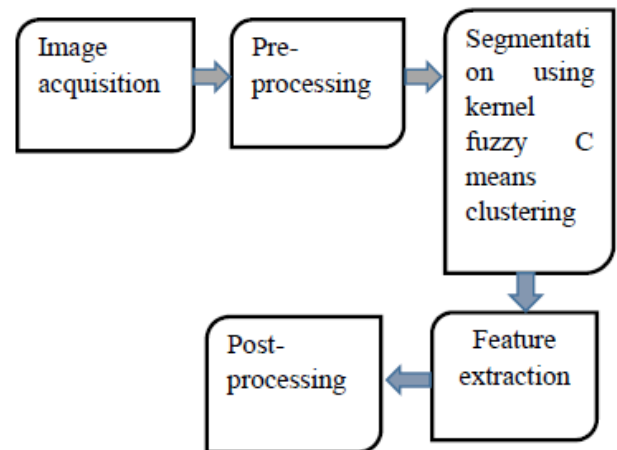 Image
acquisition
Pre-
processing
Segmentati
on using
kernel
fuzzy C
means
clustering
Feature
extraction
Post-
processing